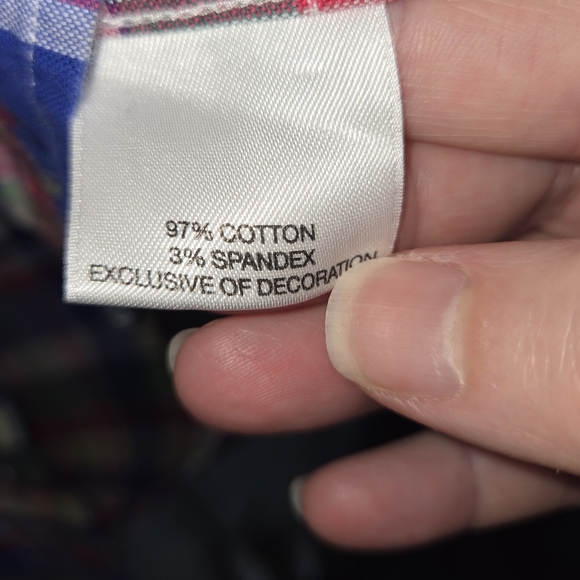 97% COTTON
3% SPANDEX
EXCLUSIVE OF DECORATION